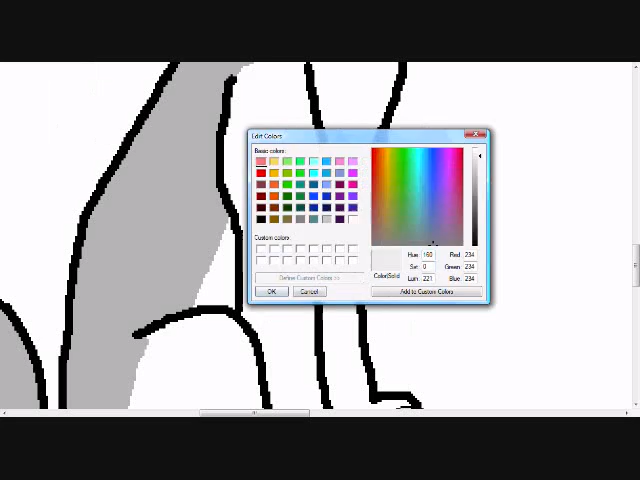 Edit Colors
Basic colors:
Custom colors:
Define Custom Colors >>
OK
Cancel
Color|Solid
Hue: 160
Sat: 0
Lum: 221
Red: 234
Green: 234
Blue: 234
Add to Custom Colors